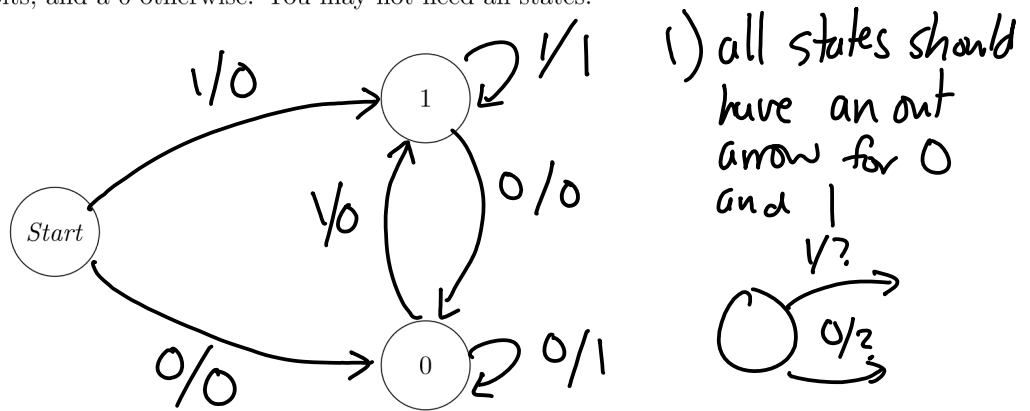 bits, and a 0 otherwise. You may not need all states.
1/0
1
1/1
1) all states should
have an out
arrow for 0
and 1
Start
1/0
0/0
1/?
0/?
0/0
0
0/1